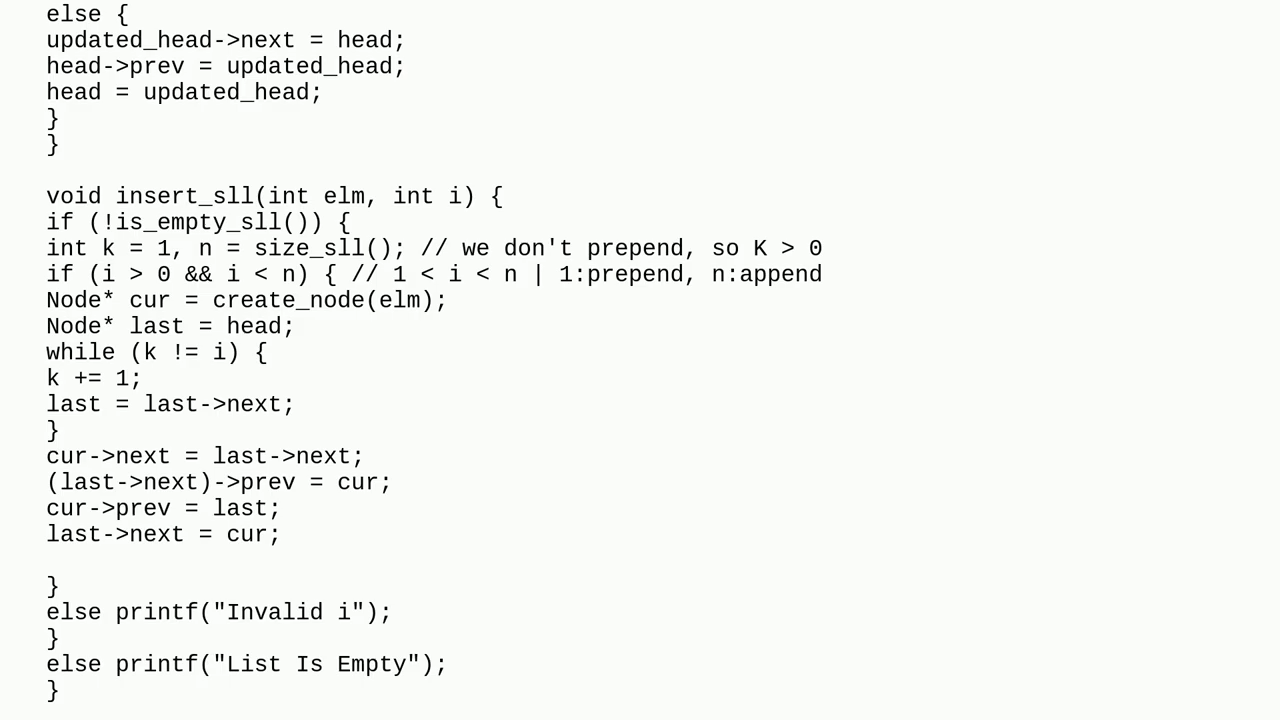 else {
updated_head->next = head;
head->prev = updated_head;
head = updated_head;
}
}
void insert_sll(int elm, int i) {
if (!is_empty_sll()) {
int k = 1, n = size_sll(); // we don't prepend, so K > 0
if (i > 0 && i < n) { // 1 < i < n | 1:prepend, n:append
Node* cur = create_node(elm);
Node* last = head;
while (k != i) {
k += 1;
last = last->next;
}
cur->next = last->next;
(last->next)->prev = cur;
cur->prev = last;
last->next = cur;
}
else printf("Invalid i");
}
else printf("List Is Empty");
}